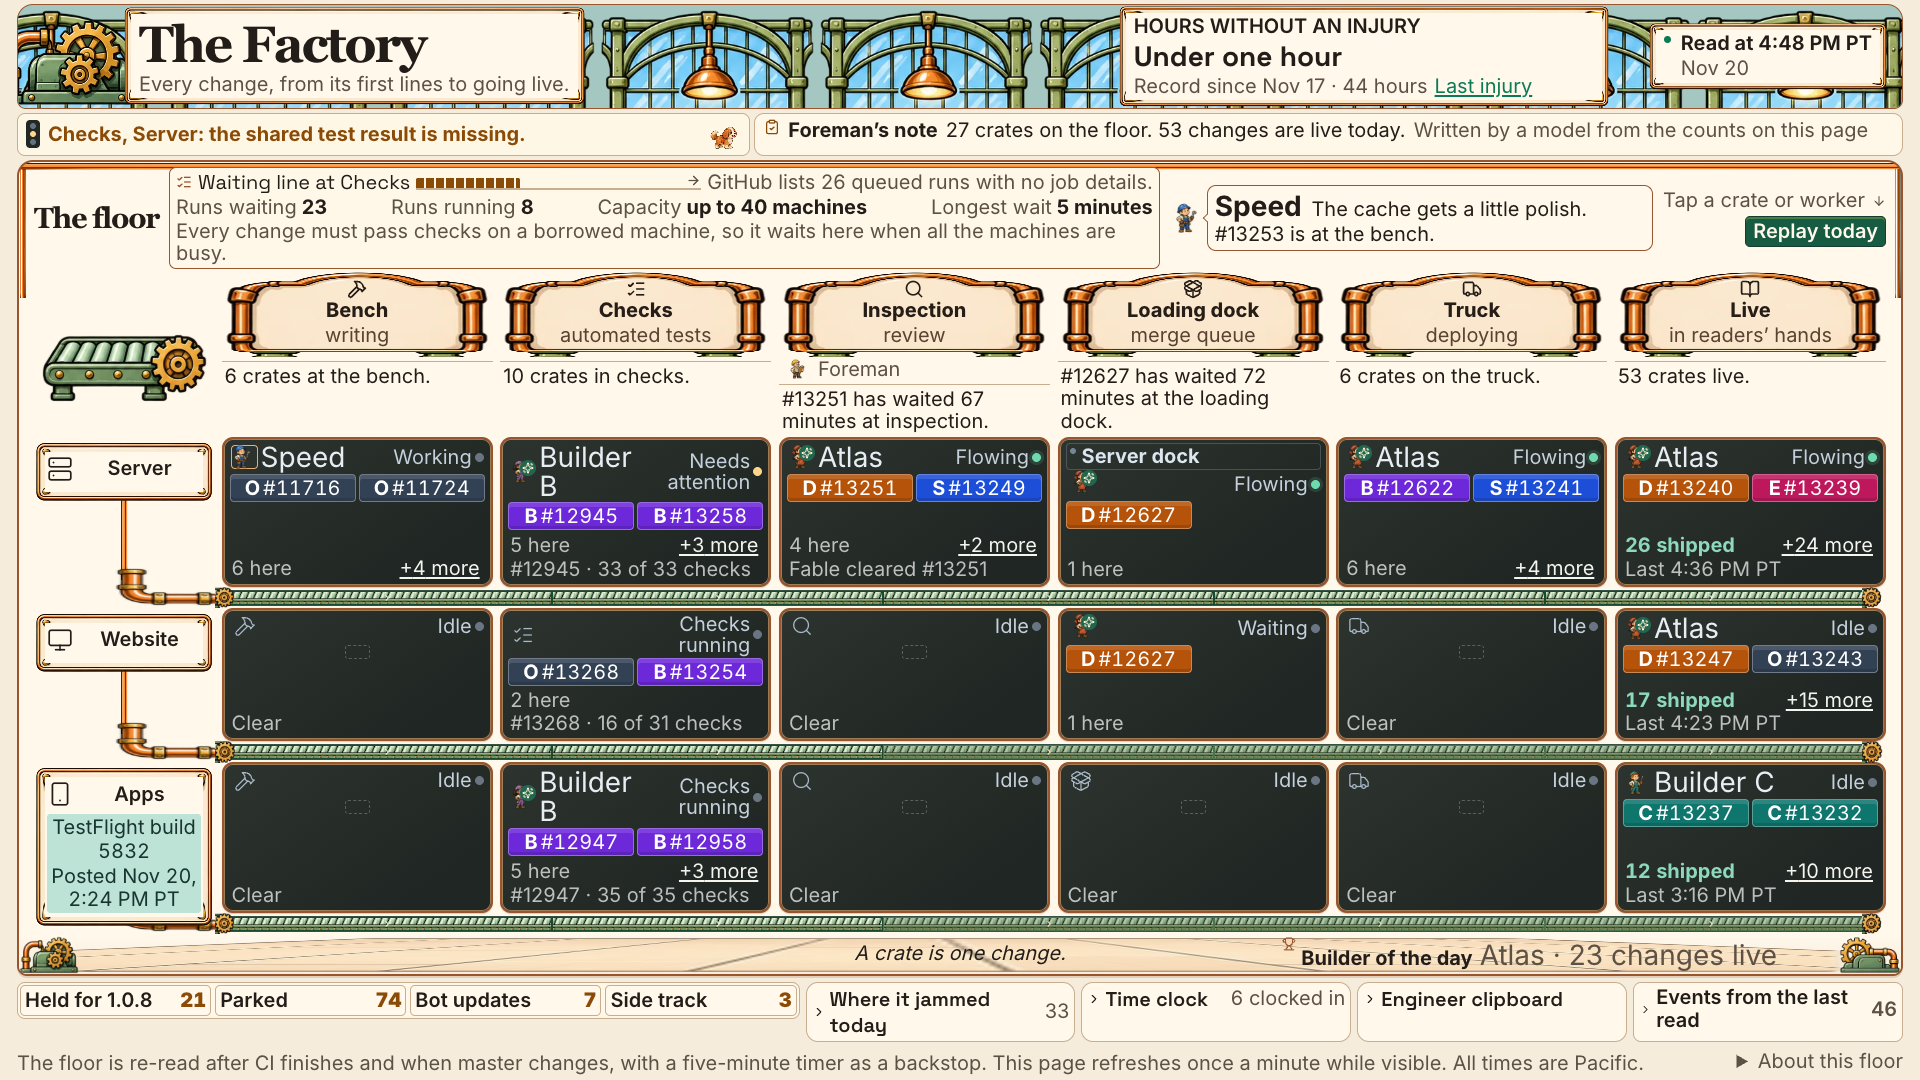 The Factory
Every change, from its first lines to going live.
HOURS WITHOUT AN INJURY
Under one hour
Record since Nov 17 · 44 hours Last injury
Read at 4:48 PM PT
Nov 20
Checks, Server: the shared test result is missing.
Foreman's note 27 crates on the floor. 53 changes are live today. Written by a model from the counts on this page
The floor
Waiting line at Checks → GitHub lists 26 queued runs with no job details.
Runs waiting 23 Runs running 8 Capacity up to 40 machines Longest wait 5 minutes
Every change must pass checks on a borrowed machine, so it waits here when all the machines are
busy.
Speed The cache gets a little polish.
#13253 is at the bench.
Tap a crate or worker ↓
Replay today
Bench
writing
Checks
automated tests
Inspection
review
Loading dock
merge queue
Truck
deploying
Live
in readers' hands
6 crates at the bench.
10 crates in checks.
Foreman
#13251 has waited 67
minutes at inspection.
#12627 has waited 72
minutes at the loading
dock.
6 crates on the truck.
53 crates live.
Server
Speed Working
O #11716 O #11724
6 here +4 more
Builder
B
Needs
attention
B #12945 B #13258
5 here +3 more
#12945 · 33 of 33 checks
Atlas Flowing
D #13251 S #13249
4 here +2 more
Fable cleared #13251
Server dock
Flowing
D #12627
1 here
Atlas Flowing
B #12622 S #13241
6 here +4 more
Atlas Flowing
D #13240 E #13239
26 shipped +24 more
Last 4:36 PM PT
Website
Idle
Clear
Checks
running
O #13268 B #13254
2 here
#13268 · 16 of 31 checks
Idle
Clear
Waiting
D #12627
1 here
Idle
Clear
Atlas Idle
D #13247 O #13243
17 shipped +15 more
Last 4:23 PM PT
Apps
TestFlight build
5832
Posted Nov 20,
2:24 PM PT
Idle
Clear
Builder
B
Checks
running
B #12947 B #12958
5 here +3 more
#12947 · 35 of 35 checks
Idle
Clear
Idle
Clear
Idle
Clear
Builder C Idle
C #13237 C #13232
12 shipped +10 more
Last 3:16 PM PT
A crate is one change.
Builder of the day Atlas · 23 changes live
Held for 1.0.8 21
Parked 74
Bot updates 7
Side track 3
› Where it jammed
today
33
› Time clock 6 clocked in
› Engineer clipboard
› Events from the last
read
46
The floor is re-read after CI finishes and when master changes, with a five-minute timer as a backstop. This page refreshes once a minute while visible. All times are Pacific.
▶ About this floor